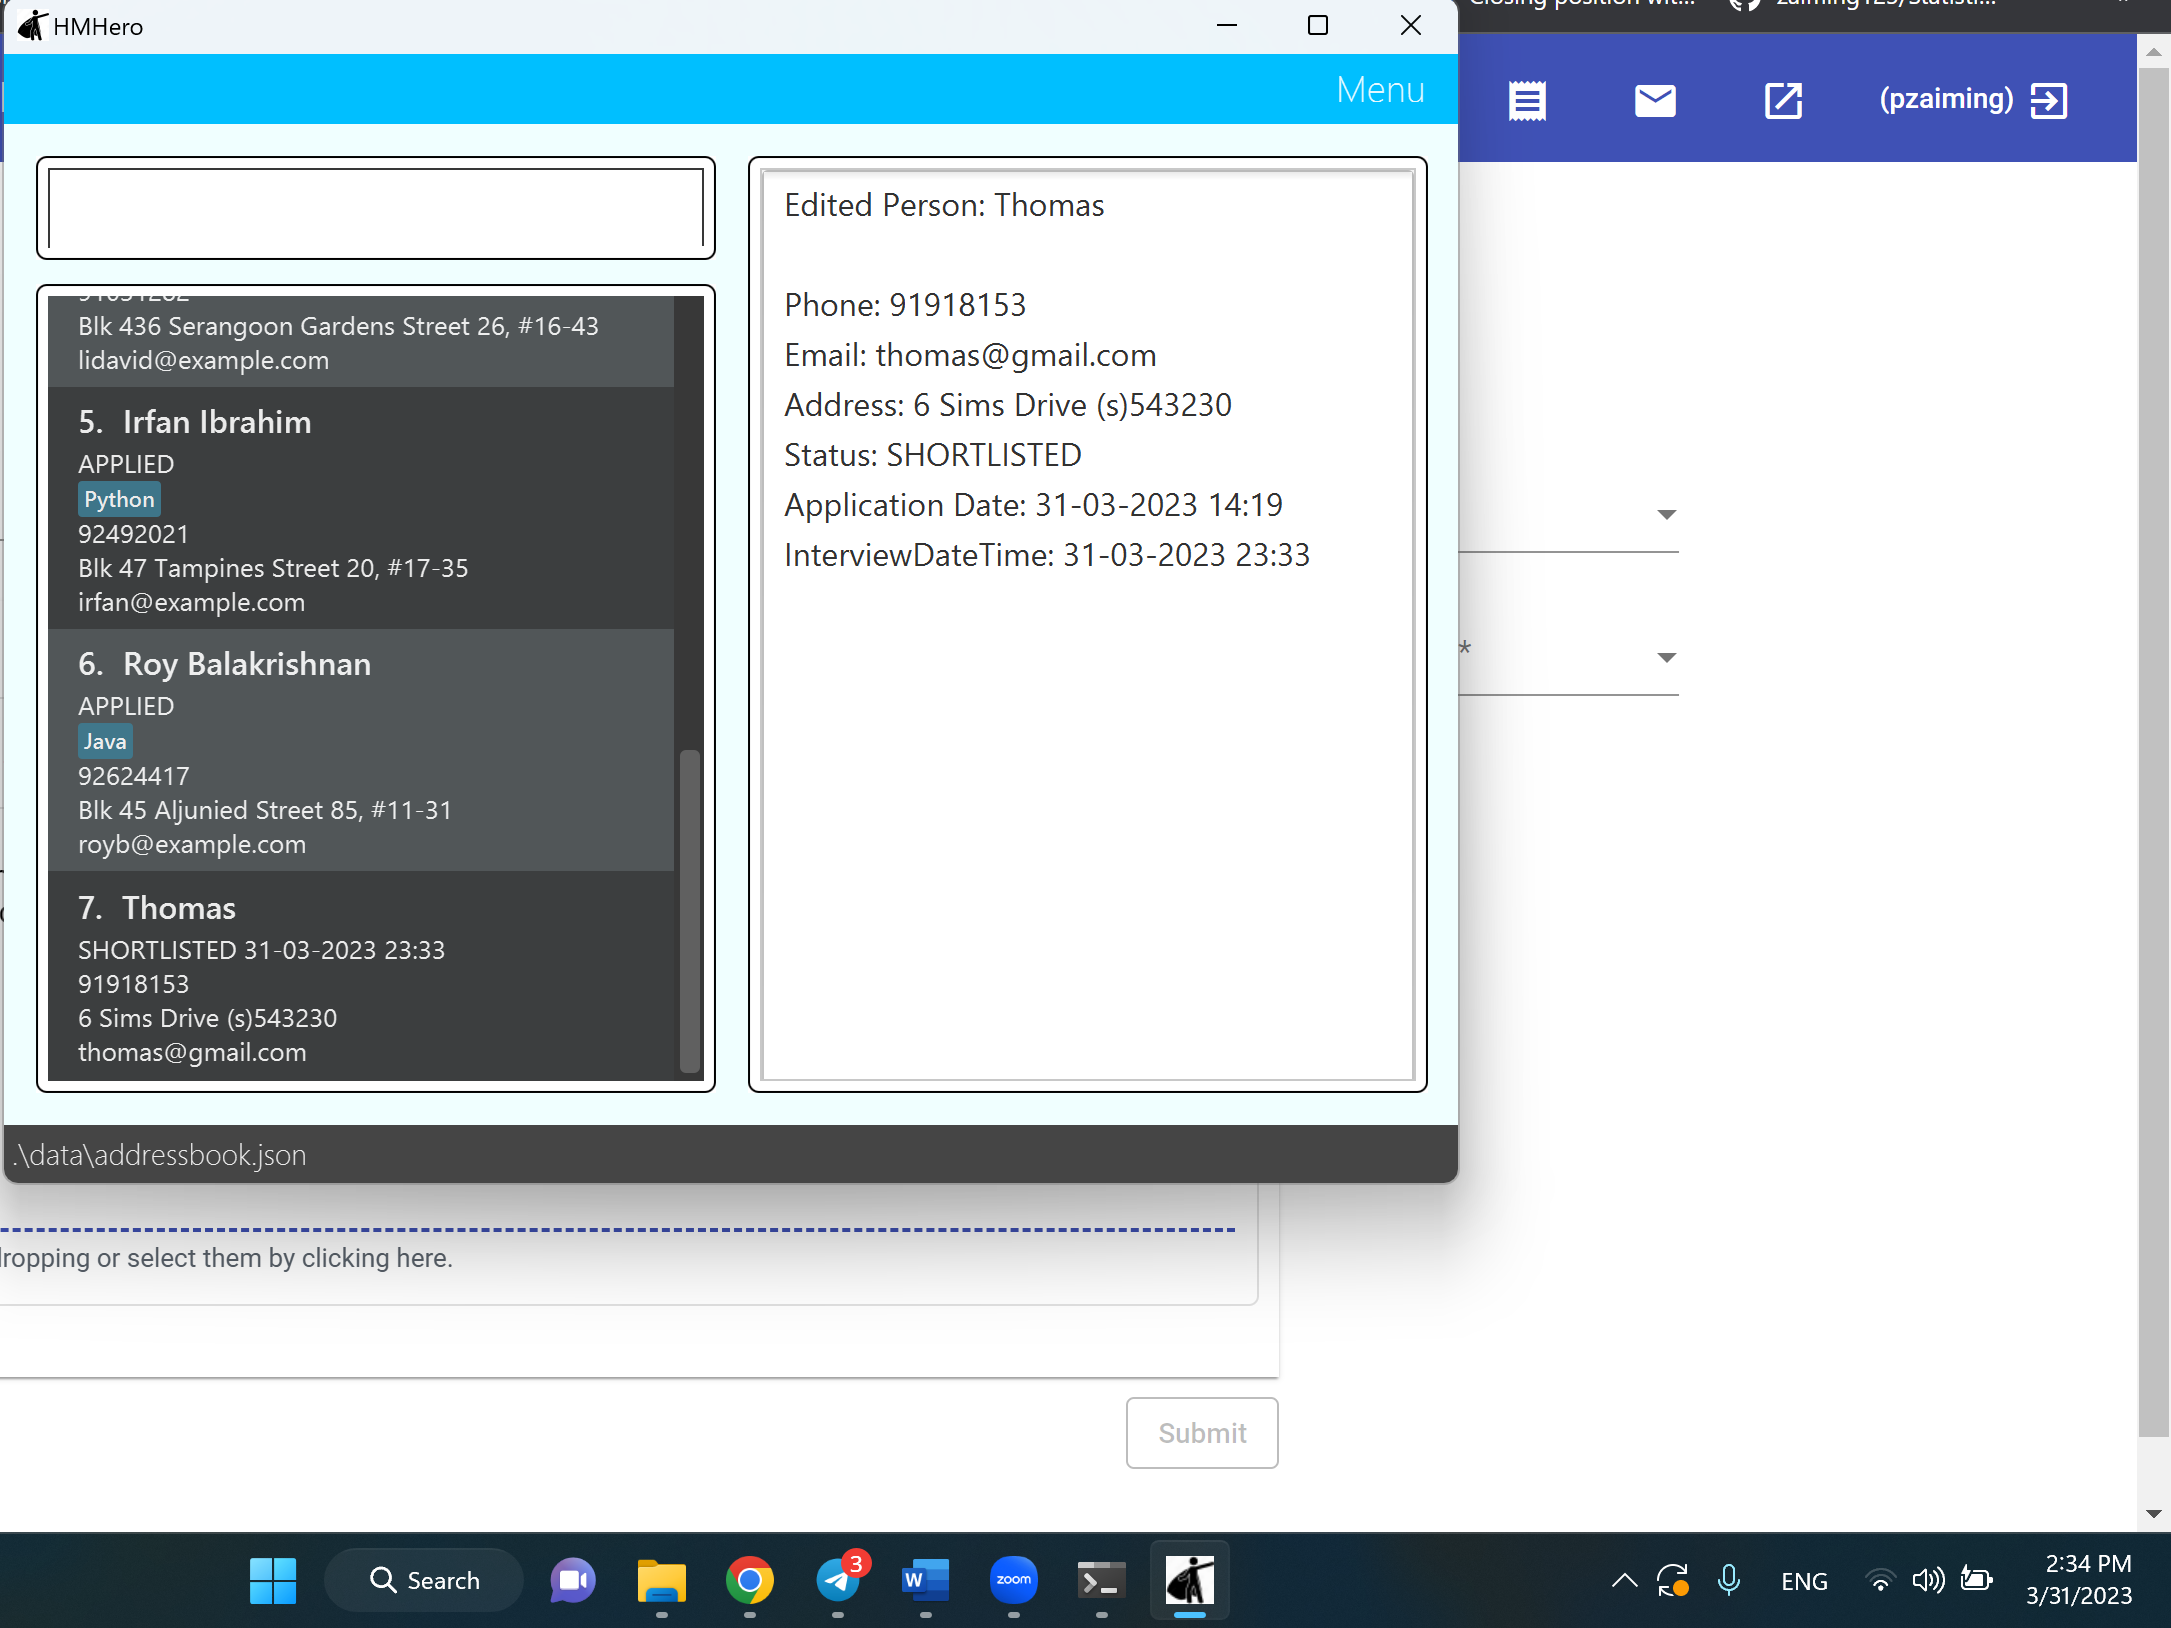 HMHero
Menu
(pzaiming)
Edited Person: Thomas
Phone: 91918153
Email: thomas@gmail.com
Address: 6 Sims Drive (s)543230
Status: SHORTLISTED
Application Date: 31-03-2023 14:19
InterviewDateTime: 31-03-2023 23:33
Blk 436 Serangoon Gardens Street 26, #16-43
lidavid@example.com
5. Irfan Ibrahim
APPLIED
Python
92492021
Blk 47 Tampines Street 20, #17-35
irfan@example.com
6. Roy Balakrishnan
APPLIED
Java
92624417
Blk 45 Aljunied Street 85, #11-31
royb@example.com
7. Thomas
SHORTLISTED 31-03-2023 23:33
91918153
6 Sims Drive (s)543230
thomas@gmail.com
*
.\data\addressbook.json
ropping or select them by clicking here.
Submit
Search
3
W
zoom
ENG
2:34 PM
3/31/2023